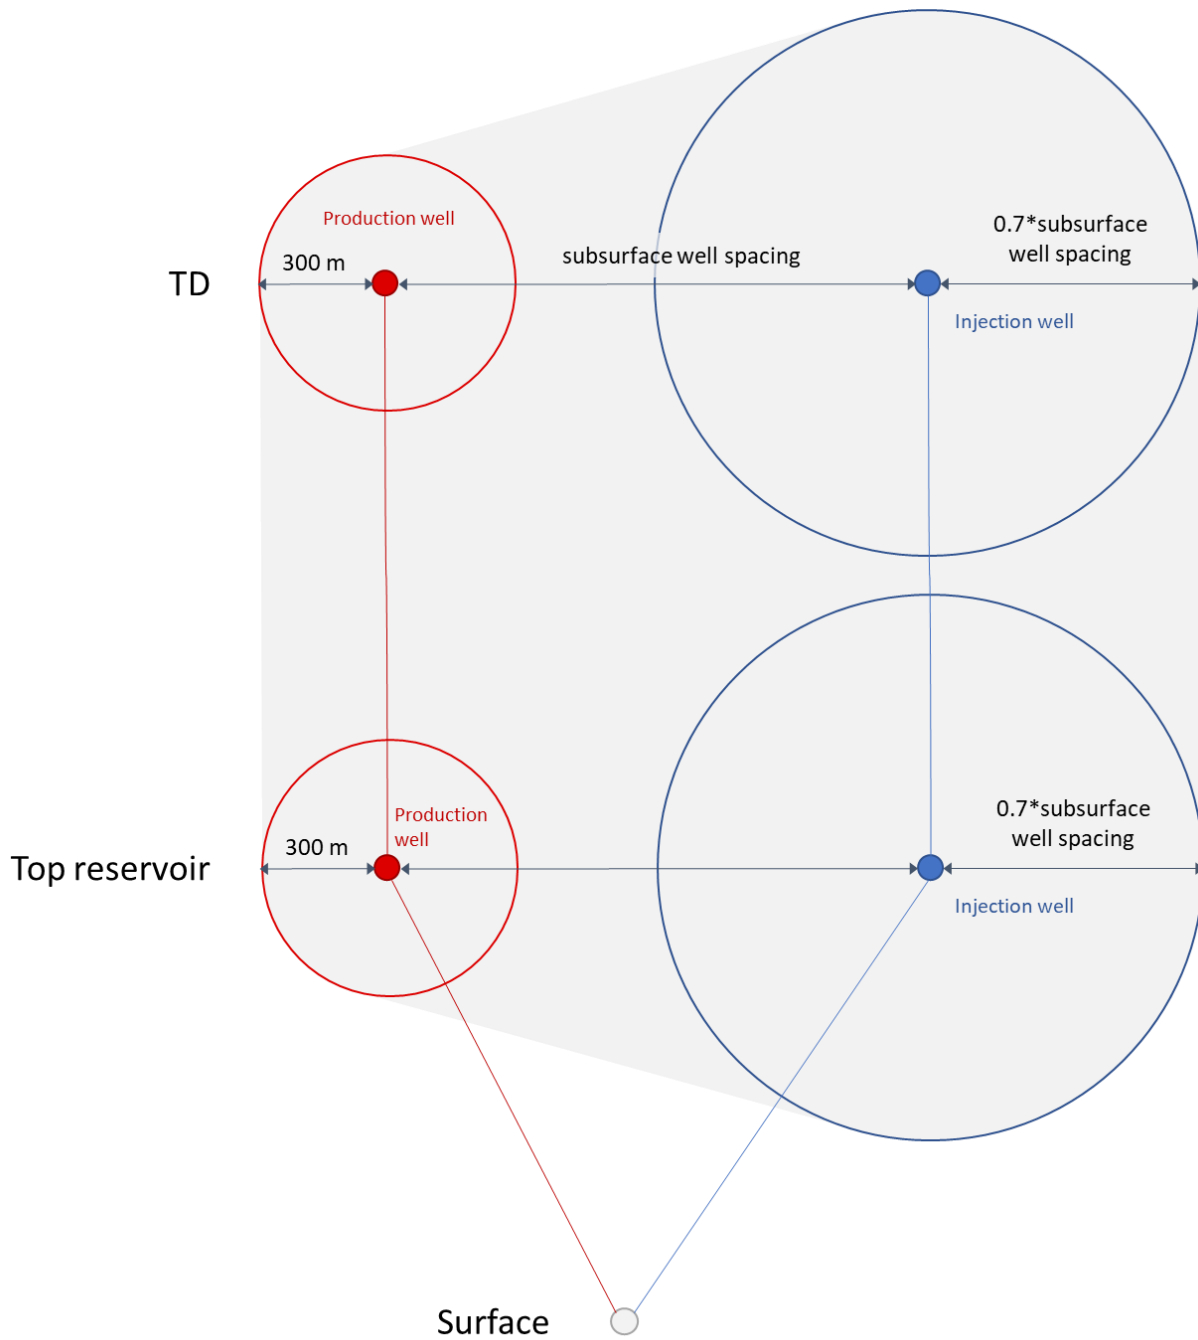 Production well
0.7*subsurface
well spacing
subsurface well spacing
300 m
TD
Injection well
0.7*subsurface
well spacing
Production
well
300 m
Top reservoir
Injection well
Surface